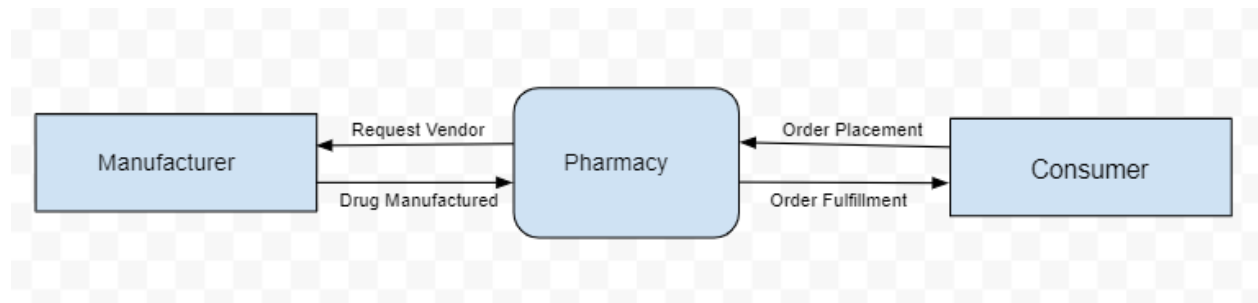 Manufacturer
Request Vendor
Drug Manufactured
Pharmacy
Order Placement
Order Fulfillment
Consumer